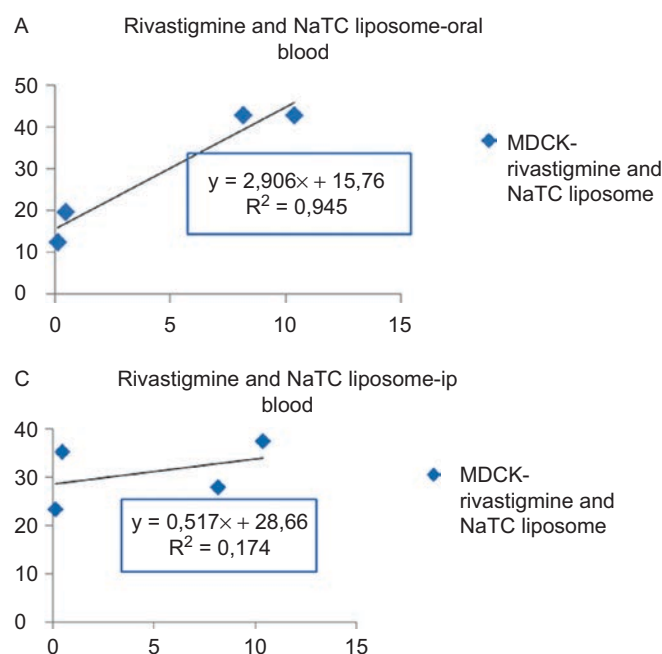 A
Rivastigmine and NaTC liposome-oral
blood
50
40
30
20
10
0
0 5 10 15
y = 2,906× + 15,76
R² = 0,945
MDCK-
rivastigmine and
NaTC liposome
C
Rivastigmine and NaTC liposome-ip
blood
40
30
20
10
0
0 5 10 15
y = 0,517× + 28,66
R² = 0,174
MDCK-
rivastigmine and
NaTC liposome